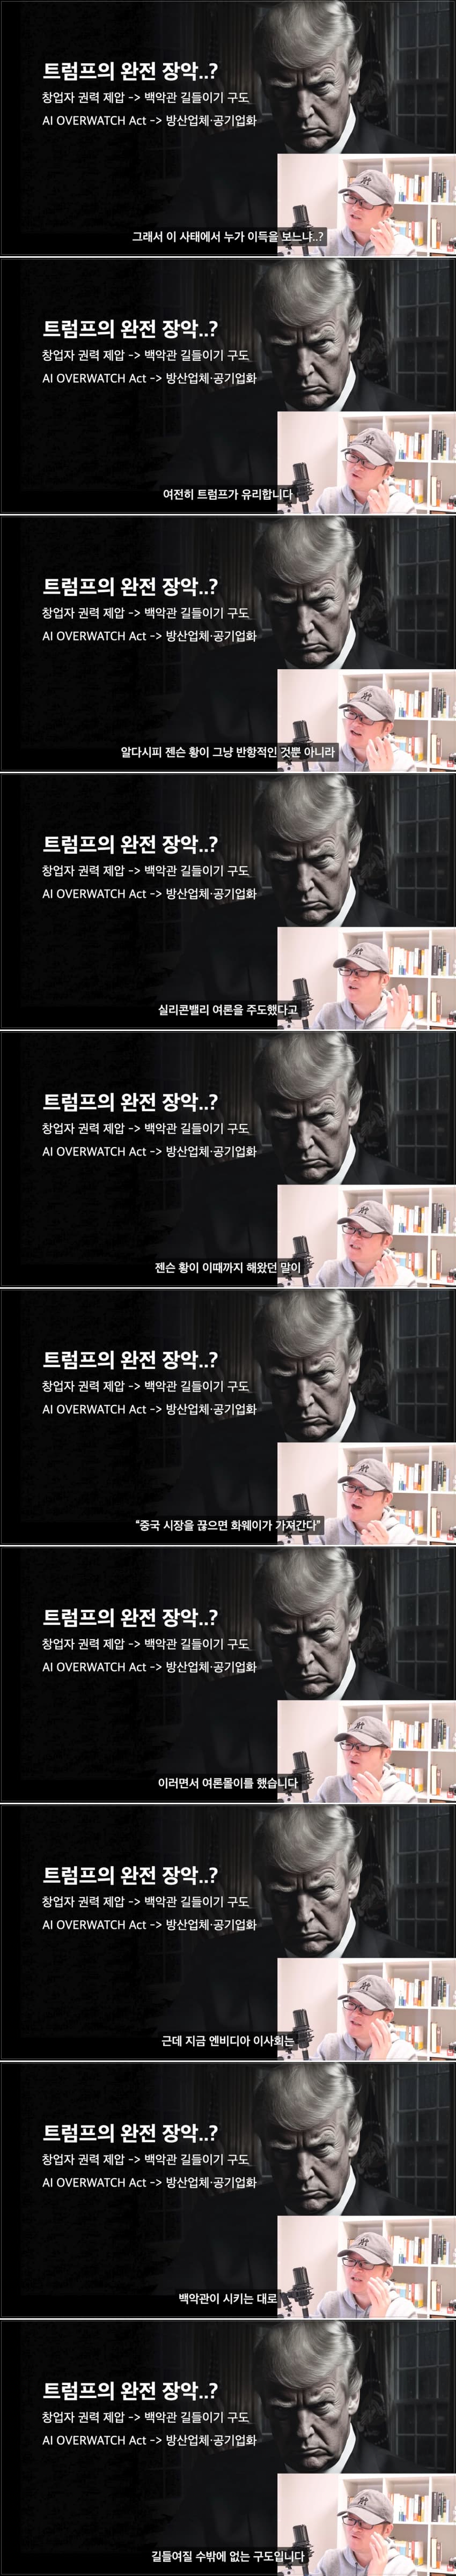 트럼프의 완전 장악..?
창업자 권력 제압 -> 백악관 길들이기 구도
AI OVERWATCH Act -> 방산업체·공기업화
그래서 이 사태에서 누가 이득을 보느냐..?
트럼프의 완전 장악..?
창업자 권력 제압 -> 백악관 길들이기 구도
AI OVERWATCH Act -> 방산업체·공기업화
여전히 트럼프가 유리합니다
트럼프의 완전 장악..?
창업자 권력 제압 -> 백악관 길들이기 구도
AI OVERWATCH Act -> 방산업체·공기업화
알다시피 젠슨 황이 그냥 반항적인 것뿐 아니라
트럼프의 완전 장악..?
창업자 권력 제압 -> 백악관 길들이기 구도
AI OVERWATCH Act -> 방산업체·공기업화
실리콘밸리 여론을 주도했다고
트럼프의 완전 장악..?
창업자 권력 제압 -> 백악관 길들이기 구도
AI OVERWATCH Act -> 방산업체·공기업화
젠슨 황이 이때까지 해왔던 말이
트럼프의 완전 장악..?
창업자 권력 제압 -> 백악관 길들이기 구도
AI OVERWATCH Act -> 방산업체·공기업화
“중국 시장을 끊으면 화웨이가 가져간다”
트럼프의 완전 장악..?
창업자 권력 제압 -> 백악관 길들이기 구도
AI OVERWATCH Act -> 방산업체·공기업화
이러면서 여론몰이를 했습니다
트럼프의 완전 장악..?
창업자 권력 제압 -> 백악관 길들이기 구도
AI OVERWATCH Act -> 방산업체·공기업화
근데 지금 엔비디아 이사회는
트럼프의 완전 장악..?
창업자 권력 제압 -> 백악관 길들이기 구도
AI OVERWATCH Act -> 방산업체·공기업화
백악관이 시키는 대로
트럼프의 완전 장악..?
창업자 권력 제압 -> 백악관 길들이기 구도
AI OVERWATCH Act -> 방산업체·공기업화
길들여질 수밖에 없는 구도입니다